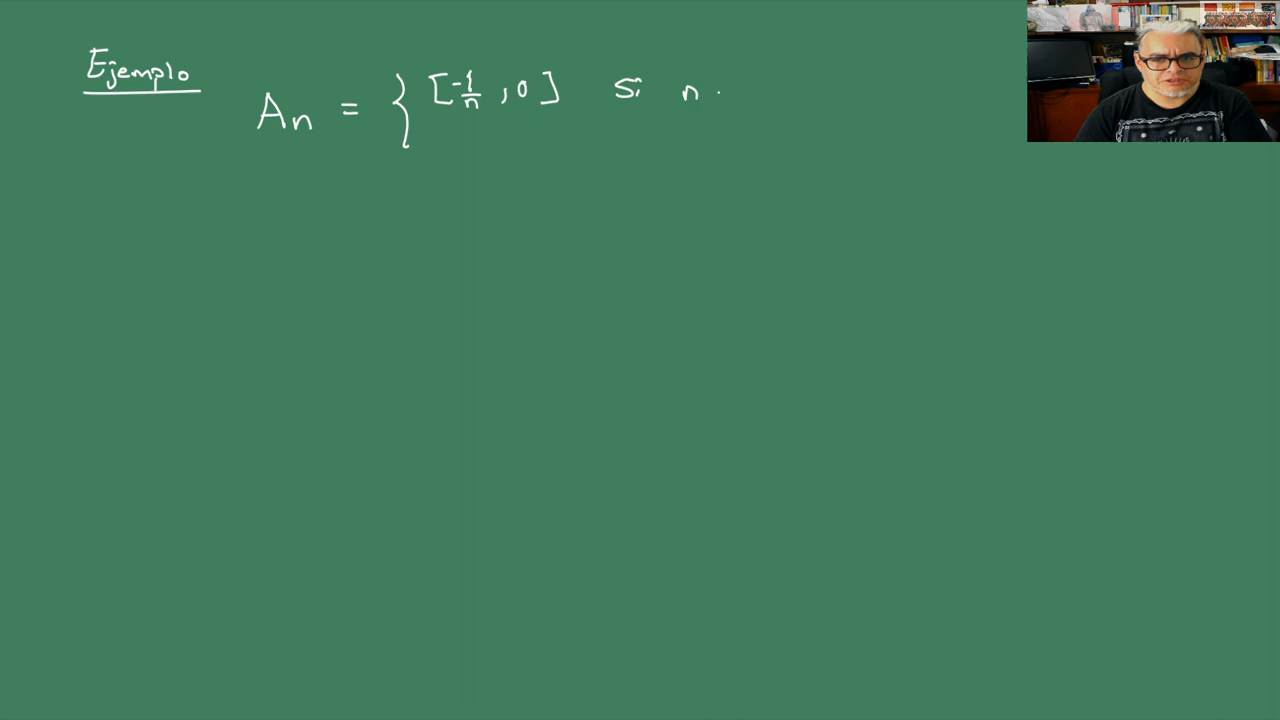 Ejemplo
An = { [-1/n , 0] si n